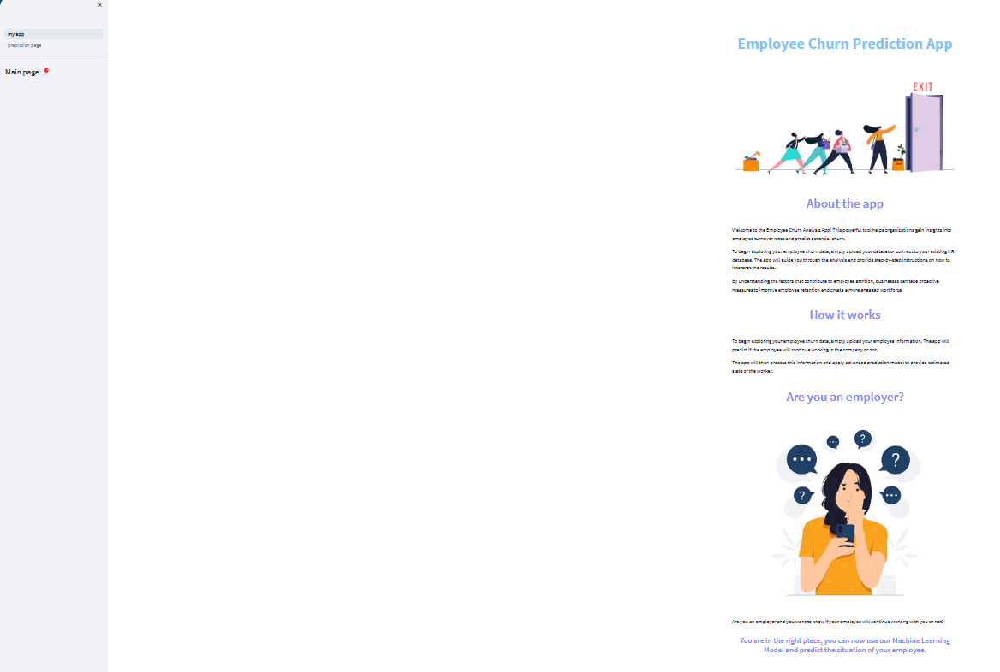 ×
my app
prediction page
Main page
Employee Churn Prediction App
EXIT
About the app
Welcome to the Employee Churn Analysis App! This powerful tool helps organizations gain insights into
employee turnover rates and predict potential churn.
To begin exploring your employee churn data, simply upload your dataset or connect to your existing HR
database. The app will guide you through the analysis and provide step-by-step instructions on how to
interpret the results.
By understanding the factors that contribute to employee attrition, businesses can take proactive
measures to improve employee retention and create a more engaged workforce.
How it works
To begin exploring your employee churn data, simply upload your employee information. The app will
predict if the employee will continue working in the company or not.
The app will then process this information and apply advanced prediction model to provide estimated
state of the worker.
Are you an employer?
...
?
...
?
?
...
Are you an employer and you want to know if your employee will continue working with you or not?
You are in the right place, you can now use our Machine Learning
Model and predict the situation of your employee.